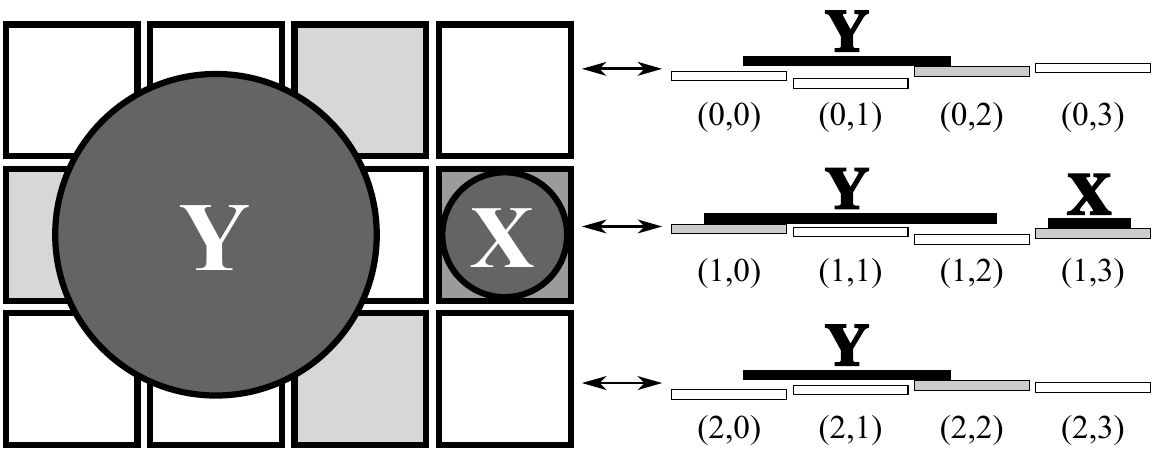 Y
(0,0) (0,1) (0,2) (0,3)
Y X
Y X
(1,0) (1,1) (1,2) (1,3)
Y
(2,0) (2,1) (2,2) (2,3)